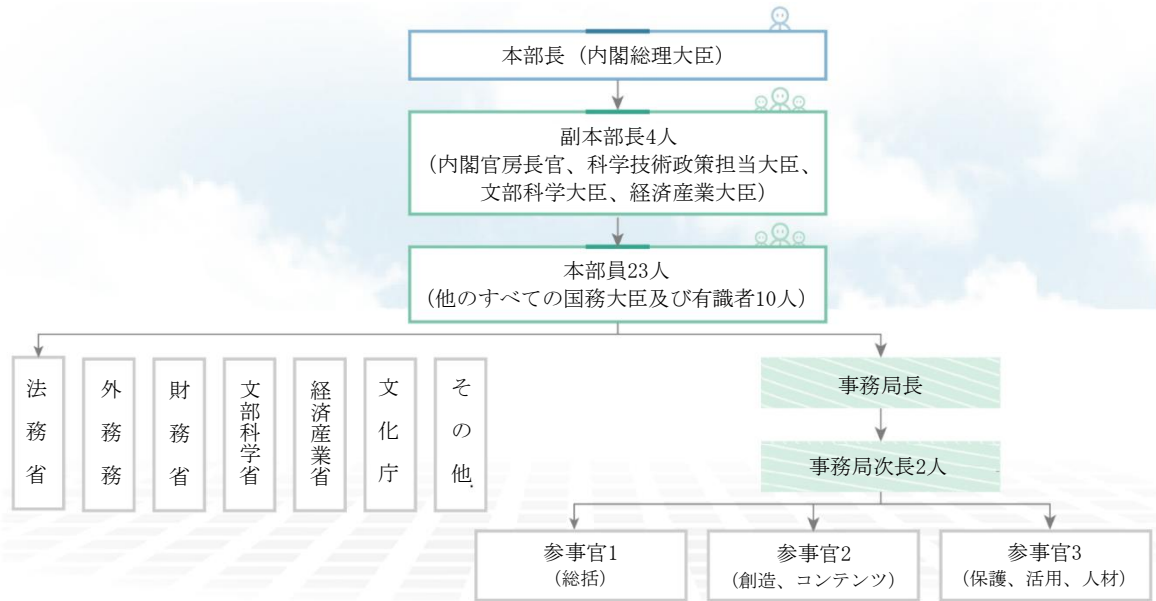 本部長（内閣総理大臣）
副本部長4人
（内閣官房長官、科学技術政策担当大臣、
文部科学大臣、経済産業大臣）
本部員23人
（他のすべての国務大臣及び有識者10人）
法務省
外務務
財務省
文部科学省
経済産業省
文化庁
その他
事務局長
事務局次長2人
参事官1
（総括）
参事官2
（創造、コンテンツ）
参事官3
（保護、活用、人材）